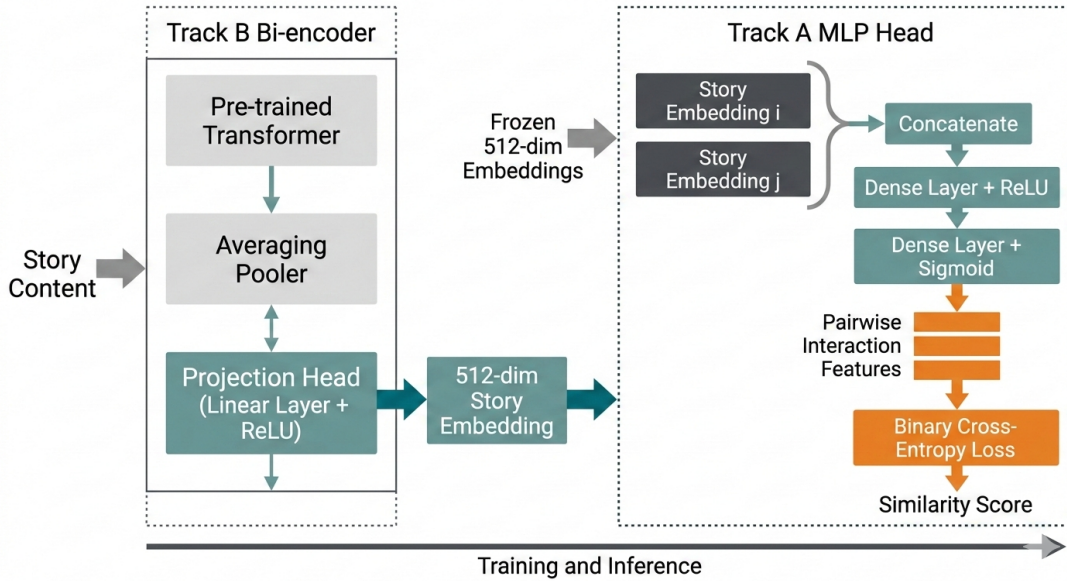 Track B Bi-encoder
Pre-trained
Transformer
Averaging
Pooler
Story
Content
Projection Head
(Linear Layer +
ReLU)
512-dim
Story
Embedding
Track A MLP Head
Frozen
512-dim
Embeddings
Story
Embedding i
Story
Embedding j
Concatenate
Dense Layer + ReLU
Dense Layer +
Sigmoid
Pairwise
Interaction
Features
Binary Cross-
Entropy Loss
Similarity Score
Training and Inference